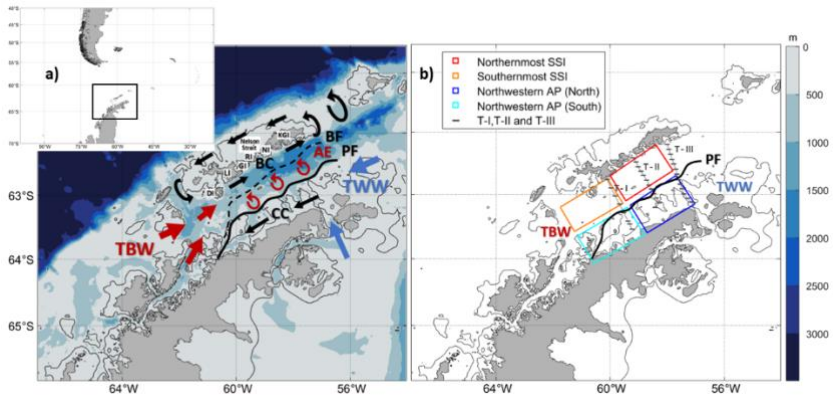 a)
Nelson
Strait
KGI
RI
NI
GI
LI
DI
BF
AE
PF
BC
TWW
CC
TBW
63°S
64°S
65°S
64°W
60°W
56°W
b)
Northernmost SSI
Southernmost SSI
Northwestern AP (North)
Northwestern AP (South)
T-I,T-II and T-III
T- III
T- II
T- I
PF
TWW
TBW
64°W
60°W
56°W
m
0
500
1000
1500
2000
2500
3000